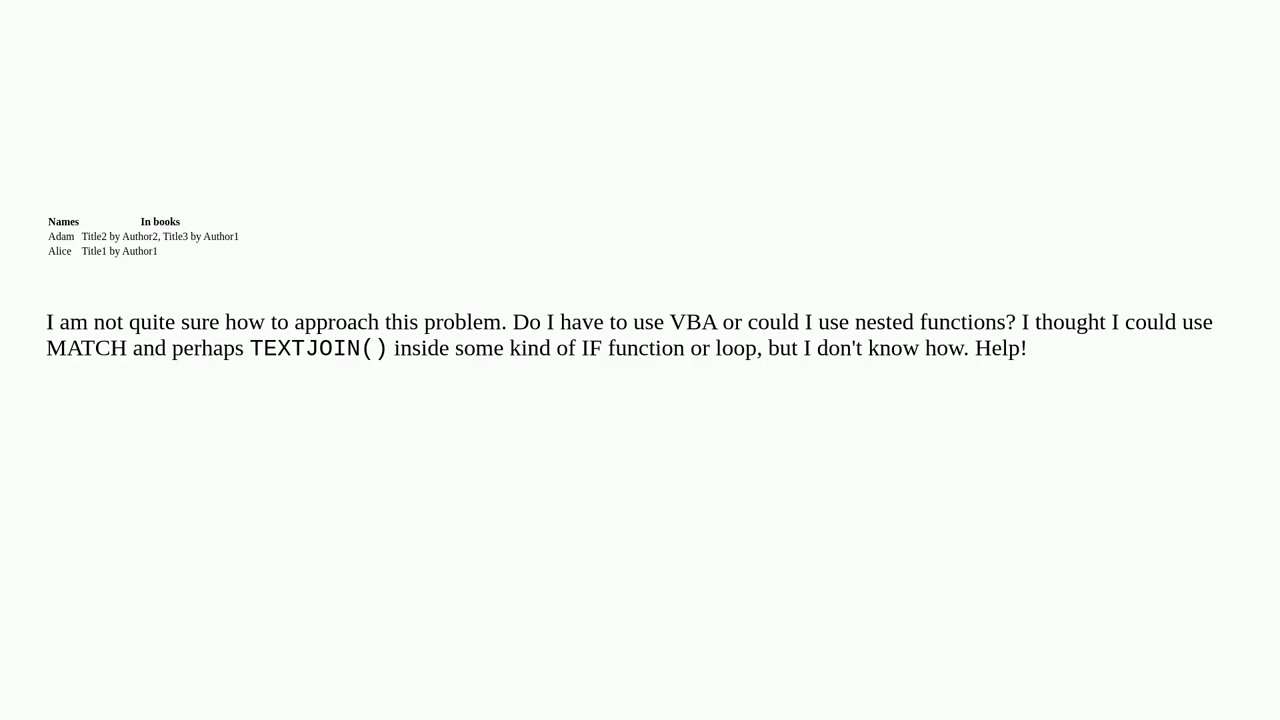 Names In books
Adam Title2 by Author2, Title3 by Author1
Alice Title1 by Author1
I am not quite sure how to approach this problem. Do I have to use VBA or could I use nested functions? I thought I could use
MATCH and perhaps TEXTJOIN() inside some kind of IF function or loop, but I don't know how. Help!